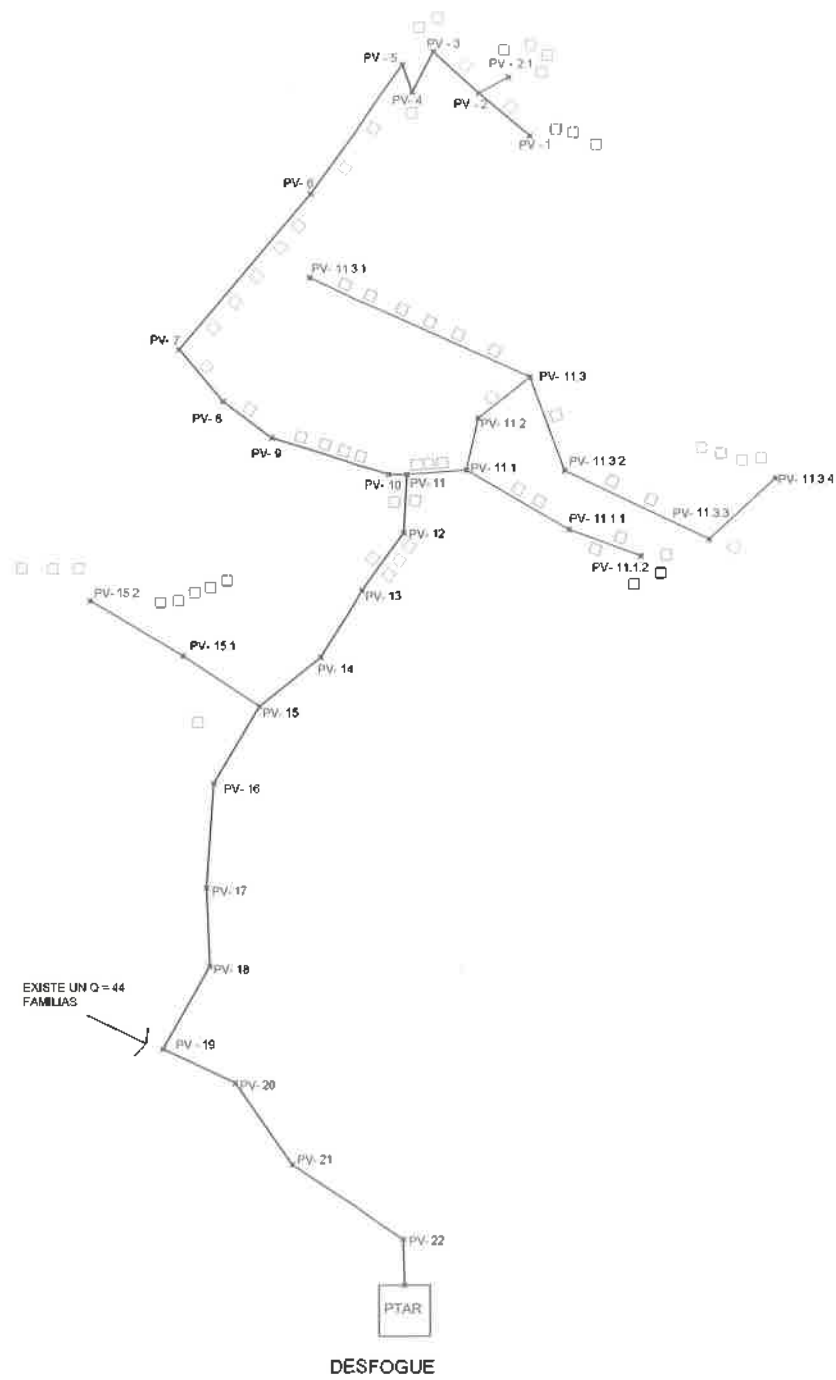 PV - 3
PV - 5
PV - 2.1
PV- 4
PV- 2
PV - 1
PV- 6
PV- 11.3.1
PV- 7
PV- 11.3
PV- 8
PV- 11.2
PV- 9
PV- 10
PV- 11
PV- 11.1
PV- 11.3.2
PV- 11.3.4
PV- 11.3.3
PV- 11.1.1
PV- 12
PV- 11.1.2
PV- 15.2
PV- 13
PV- 15.1
PV- 14
PV- 15
PV- 16
PV- 17
PV- 18
EXISTE UN Q = 44
FAMILIAS
PV - 19
PV- 20
PV- 21
PV- 22
PTAR
DESFOGUE